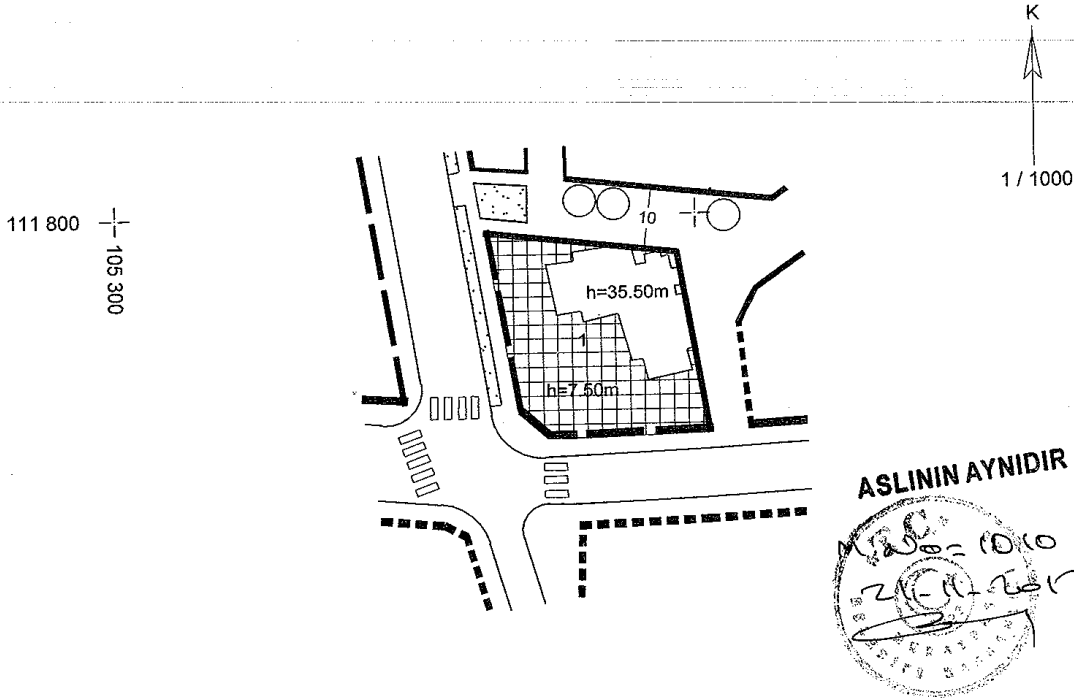 K
1 / 1000
111 800
105 300
10
h=35.50m
1
h=7.50m
ASLININ AYNIDIR
T.C.